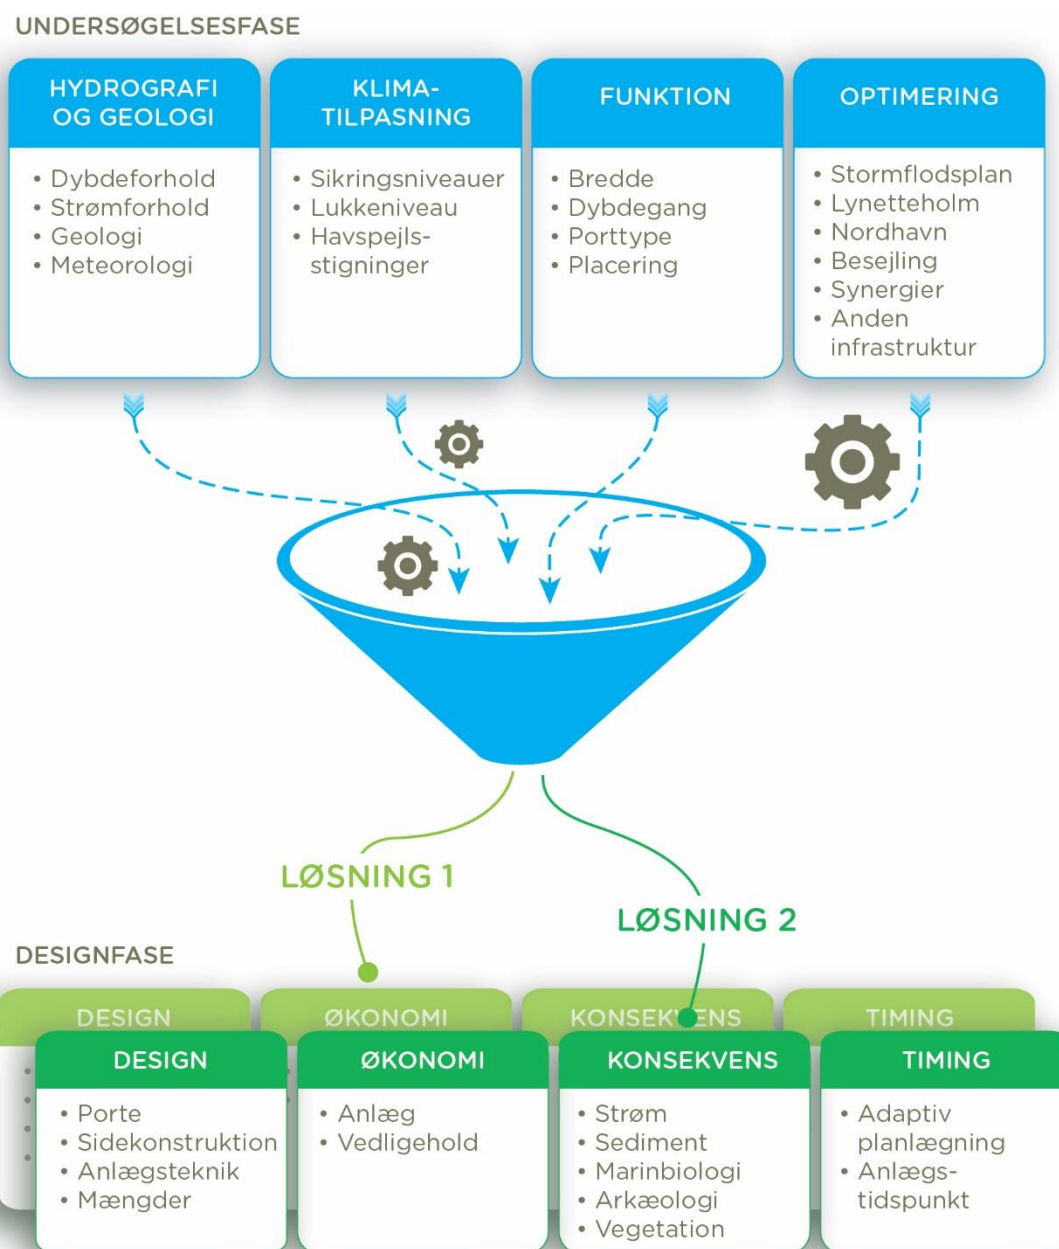 UNDERSØGELSESFASE
HYDROGRAFI
OG GEOLOGI
• Dybdeforhold
• Strømforhold
• Geologi
• Meteorologi
KLIMA-
TILPASNING
• Sikringsniveauer
• Lukkeniveau
• Havspejls-
stigninger
FUNKTION
• Bredde
• Dybdegang
• Porttype
• Placering
OPTIMERING
• Stormflodsplan
• Lynetteholm
• Nordhavn
• Besejling
• Synergier
• Anden
infrastruktur
LØSNING 1
LØSNING 2
DESIGNFASE
DESIGN
ØKONOMI
KONSEKVENS
TIMING
DESIGN
• Porte
• Sidekonstruktion
• Anlægsteknik
• Mængder
ØKONOMI
• Anlæg
• Vedligehold
KONSEKVENS
• Strøm
• Sediment
• Marinbiologi
• Arkæologi
• Vegetation
TIMING
• Adaptiv
planlægning
• Anlægs-
tidspunkt